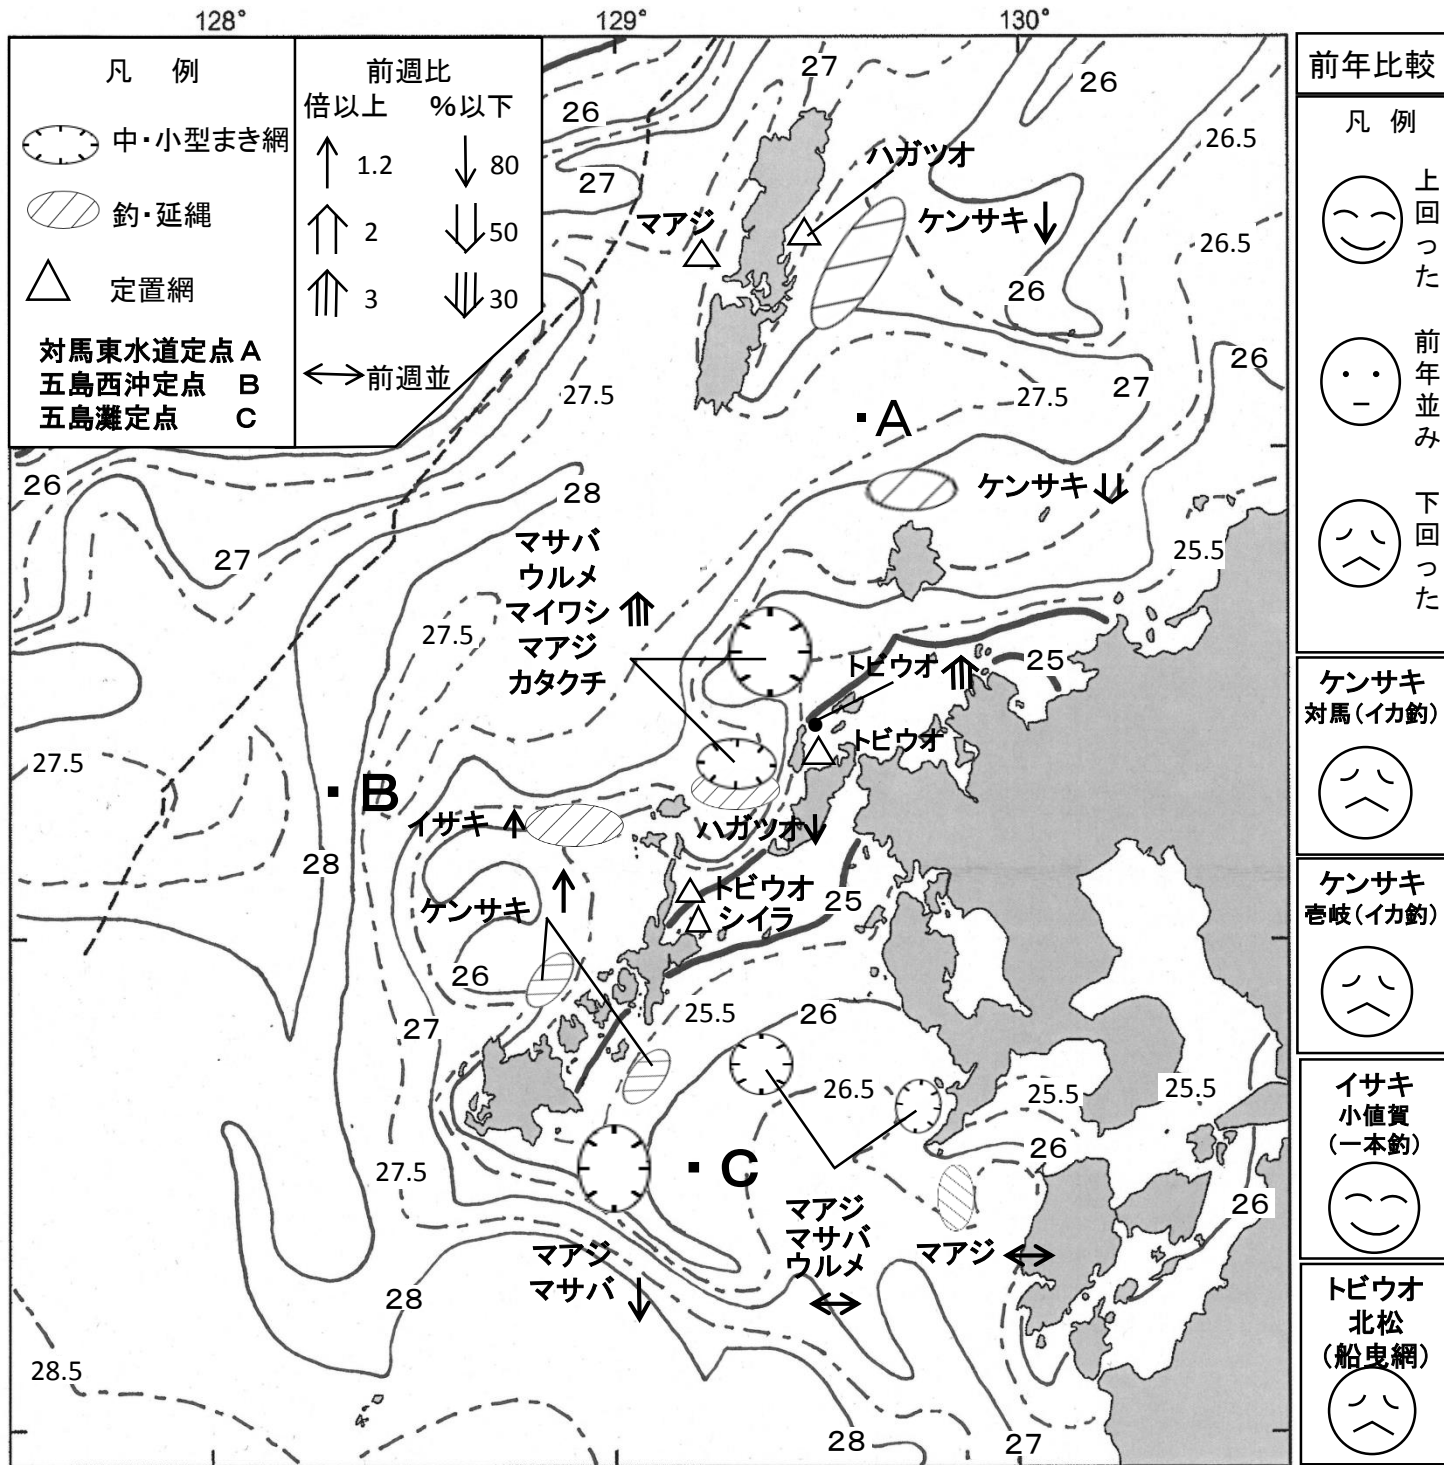 128°
129°
130°
凡 例
中・小型まき網
釣・延縄
定置網
対馬東水道定点 A
五島西沖定点 B
五島灘定点 C
前週比
倍以上 %以下
1.2 80
2 50
3 30
前週並
前年比較
凡 例
上回った
前年並み
下回った
ケンサキ
対馬(イカ釣)
ケンサキ
壱岐(イカ釣)
イサキ
小値賀
(一本釣)
トビウオ
北松
(船曳網)
27
26
26
26.5
27
ハガツオ
マアジ
ケンサキ
26.5
26
26
27.5
27.5
27
A
26
28
ケンサキ
27
マサバ
ウルメ
マイワシ
マアジ
カタクチ
25.5
27.5
トビウオ
25
トビウオ
27.5
B
イサキ
ハガツオ
28
トビウオ
シイラ
25
ケンサキ
26
27
25.5
26
26.5
25.5
25.5
26
27.5
C
26
マアジ
マサバ
ウルメ
マアジ
マアジ
マサバ
28
28.5
28
27